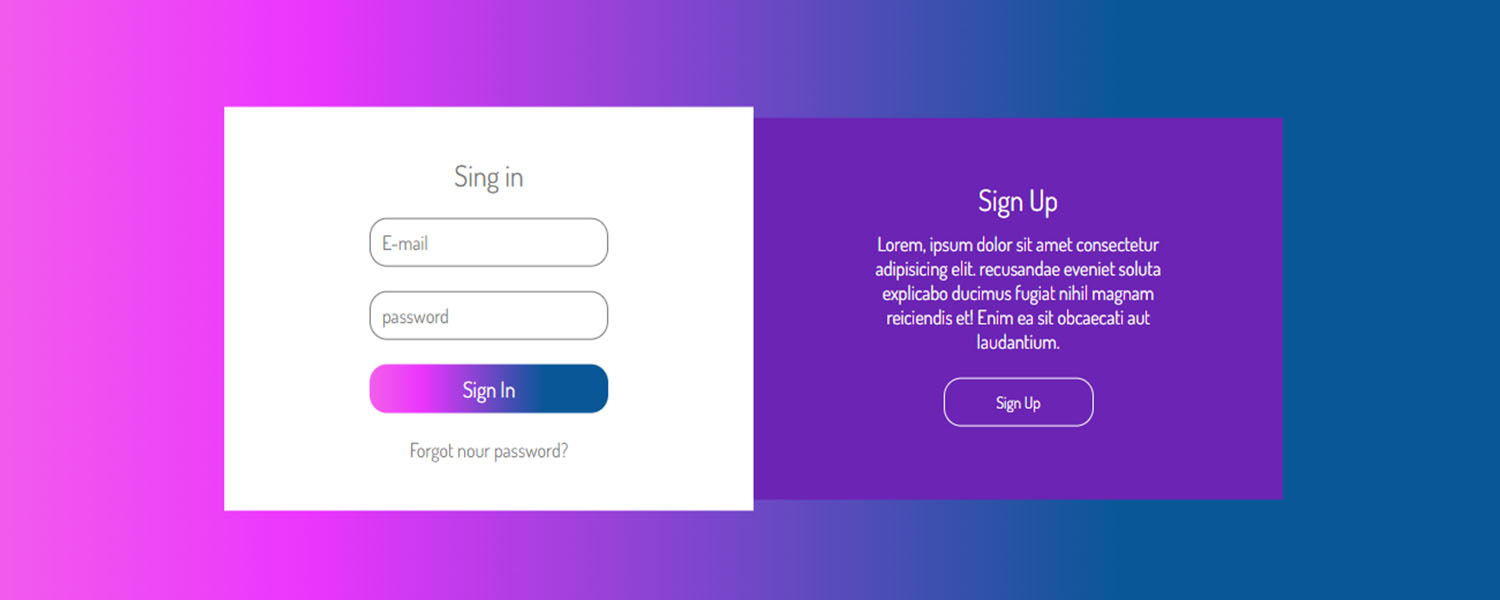 Sing in
E-mail
password
Sign In
Forgot nour password?
Sign Up
Lorem, ipsum dolor sit amet consectetur
adipisicing elit. recusandae eveniet soluta
explicabo ducimus fugiat nihil magnam
reiciendis et! Enim ea sit obcaecati aut
laudantium.
Sign Up